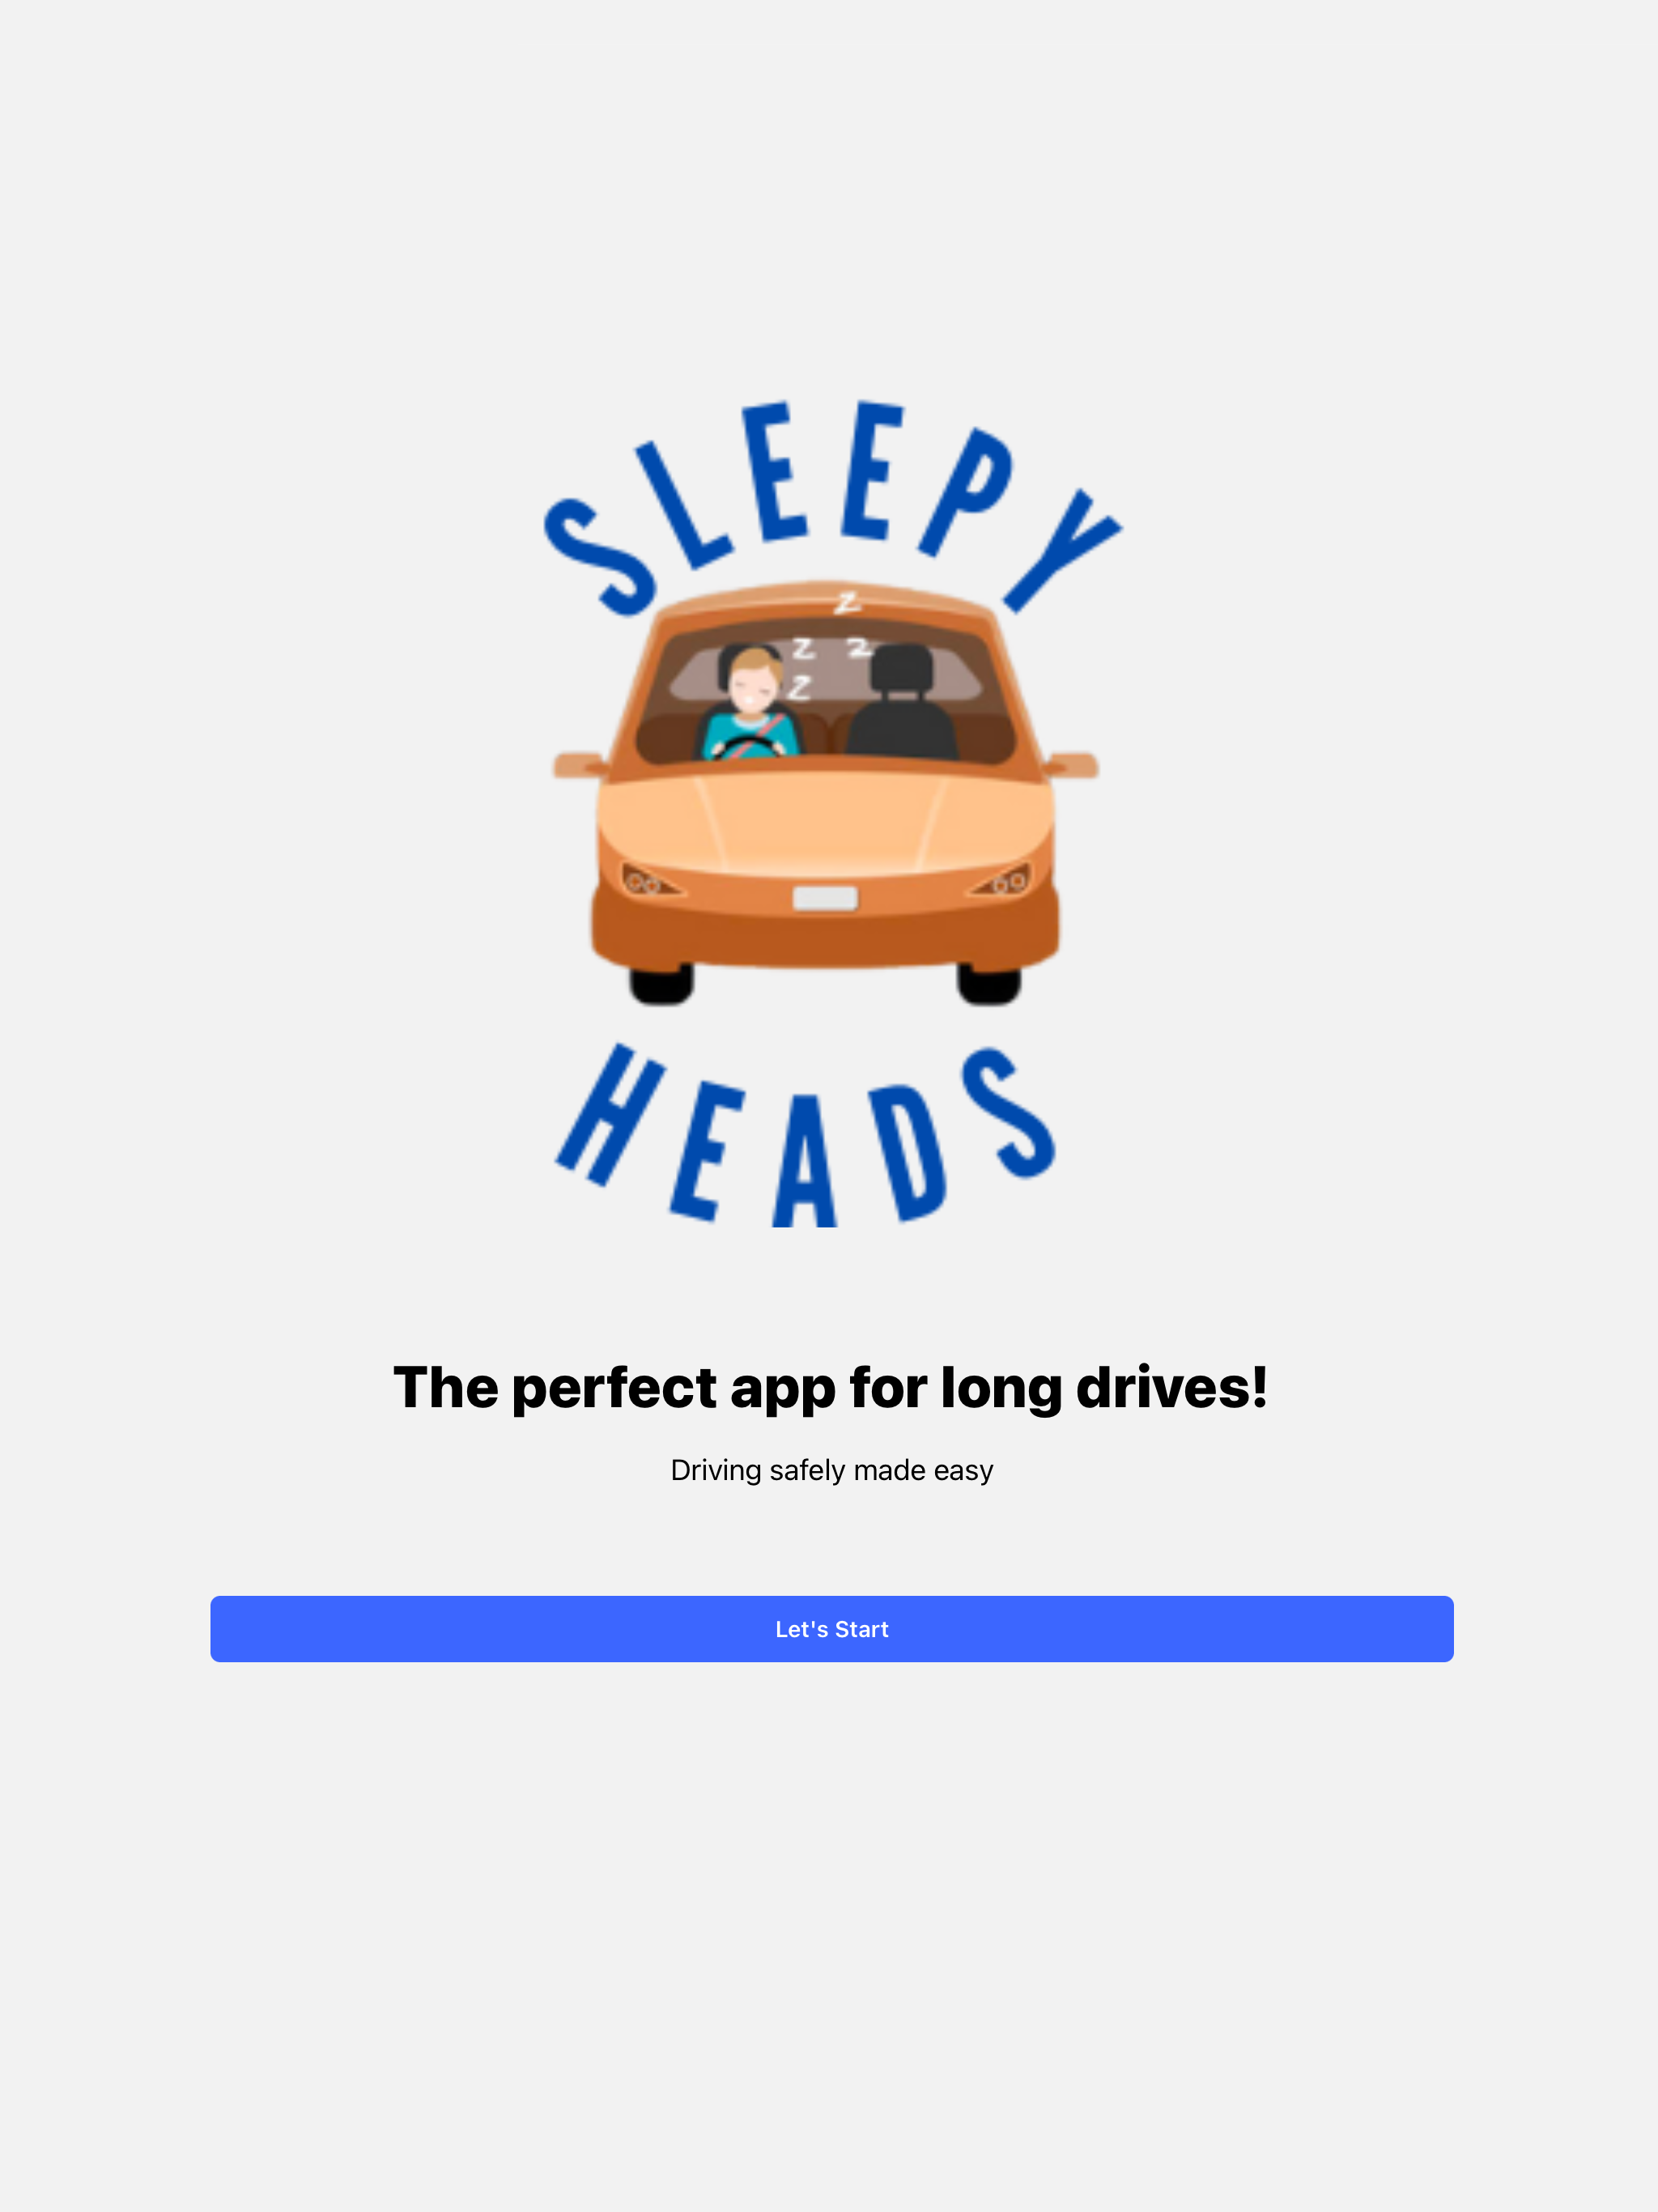 SLEEPY
z
z z
z
HEADS
The perfect app for long drives!
Driving safely made easy
Let's Start